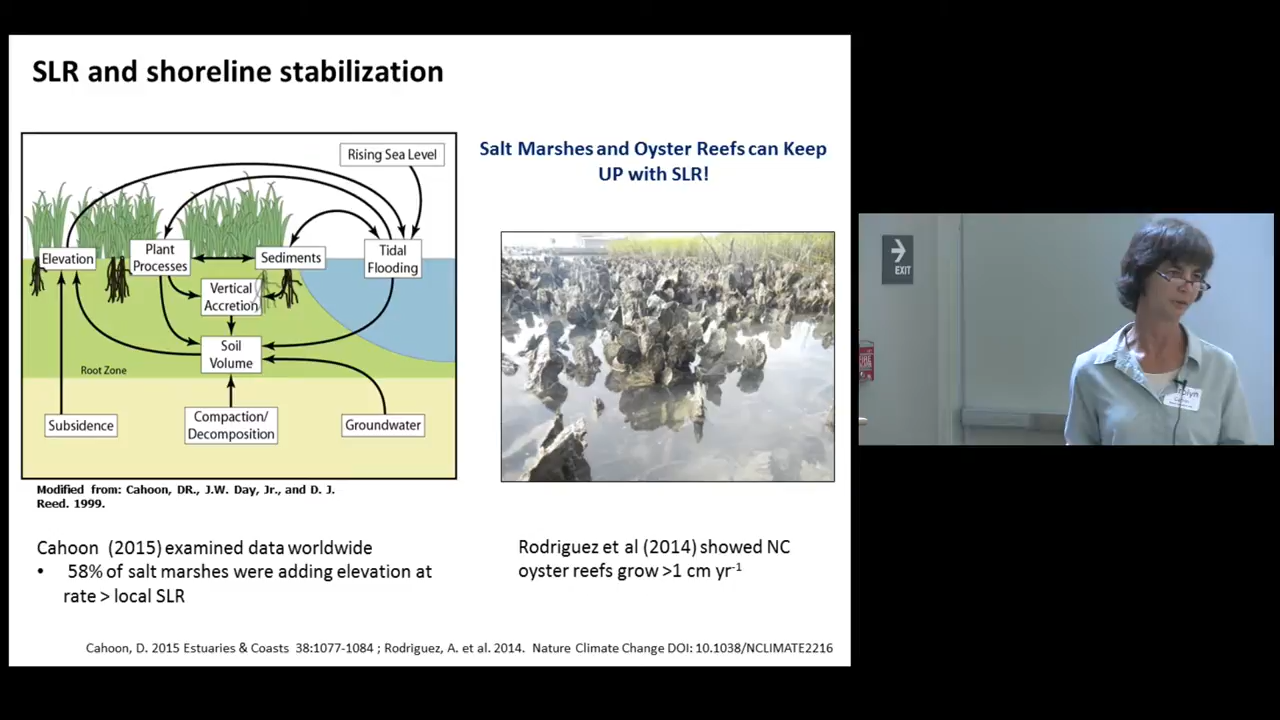 SLR and shoreline stabilization
Rising Sea Level
Elevation
Plant
Processes
Sediments
Tidal
Flooding
Vertical
Accretion
Soil
Volume
Root Zone
Subsidence
Compaction/
Decomposition
Groundwater
Modified from: Cahoon, DR., J.W. Day, Jr., and D. J.
Reed. 1999.
Cahoon (2015) examined data worldwide
• 58% of salt marshes were adding elevation at
rate > local SLR
Salt Marshes and Oyster Reefs can Keep
UP with SLR!
Rodriguez et al (2014) showed NC
oyster reefs grow >1 cm yr⁻¹
Cahoon, D. 2015 Estuaries & Coasts 38:1077-1084 ; Rodriguez, A. et al. 2014. Nature Climate Change DOI: 10.1038/NCLIMATE2216
EXIT
FIRE